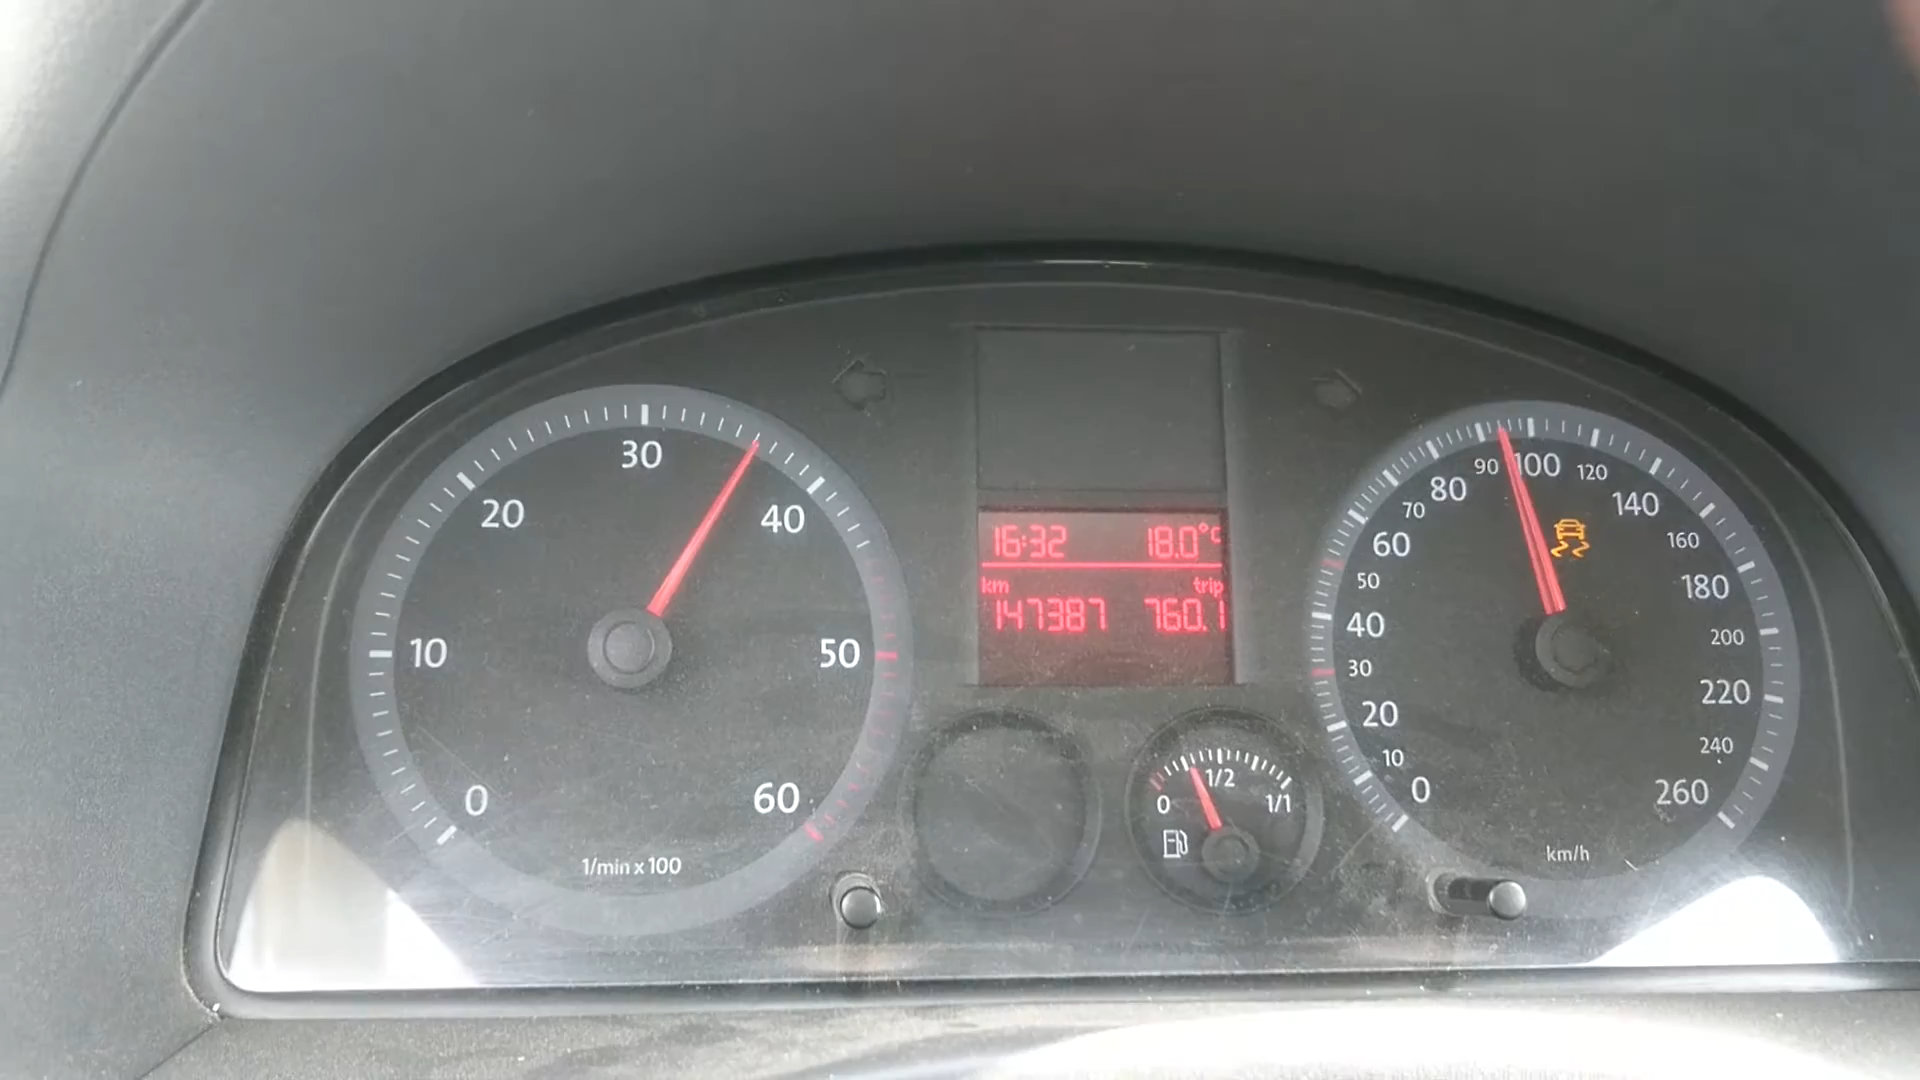 0 10 20 30 40 50 60
1/min x 100
16:32 18.0°C
km trip
147387 760.1
0 1/2 1/1
0 10 20 30 40 50 60 70 80 90 100 120 140 160 180 200 220 240 260
km/h